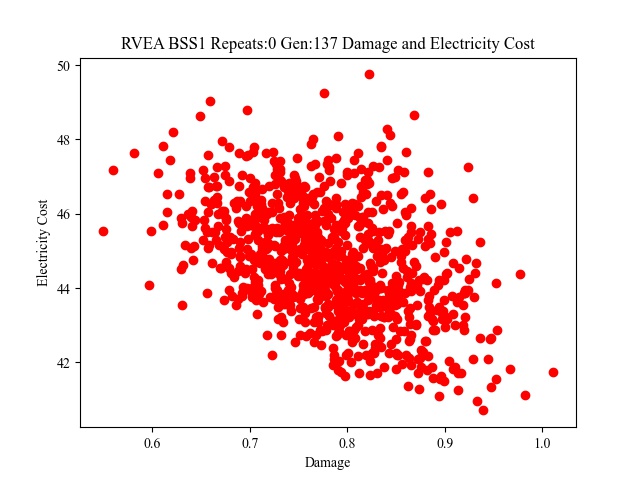 RVEA BSS1 Repeats:0 Gen:137 Damage and Electricity Cost
50
48
46
44
42
Electricity Cost
0.6 0.7 0.8 0.9 1.0
Damage